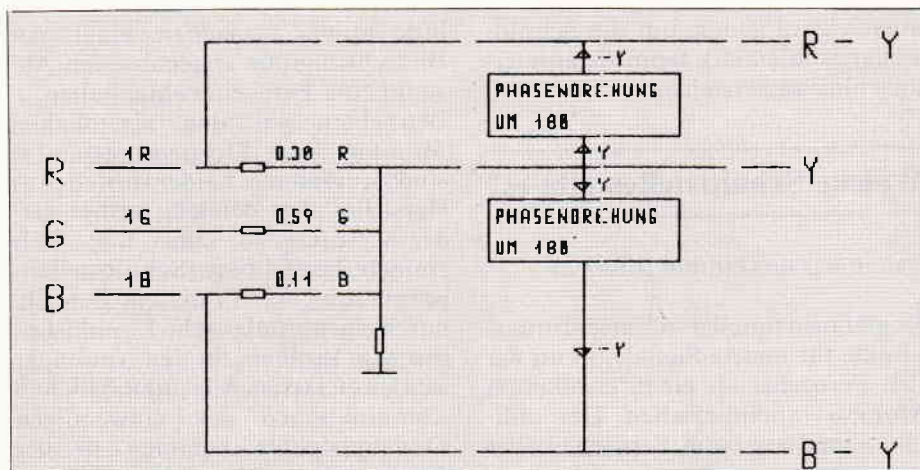 R - Y
-Y
PHASENDREHUNG
UM 180
1R 0.30 R
Y
R
Y
Y
1G 0.59 G
G
PHASENDREHUNG
UM 180
1B 0.11 B
B
-Y
B - Y